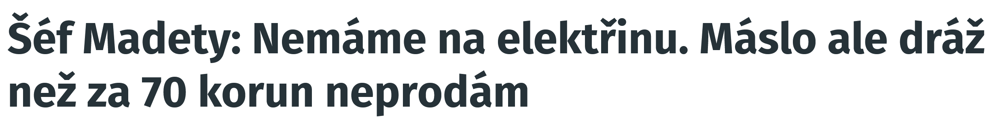 Šéf Madety: Nemáme na elektřinu. Máslo ale dráž
než za 70 korun neprodám